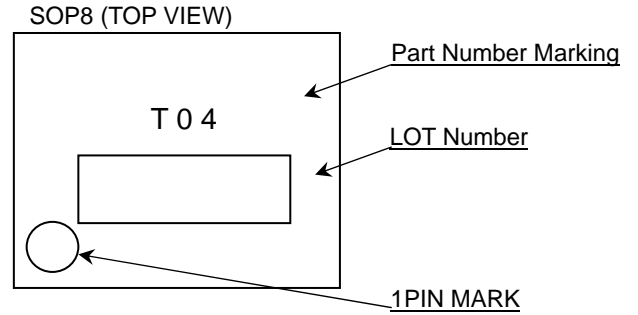 SOP8 (TOP VIEW)
Part Number Marking
T 0 4
LOT Number
1PIN MARK